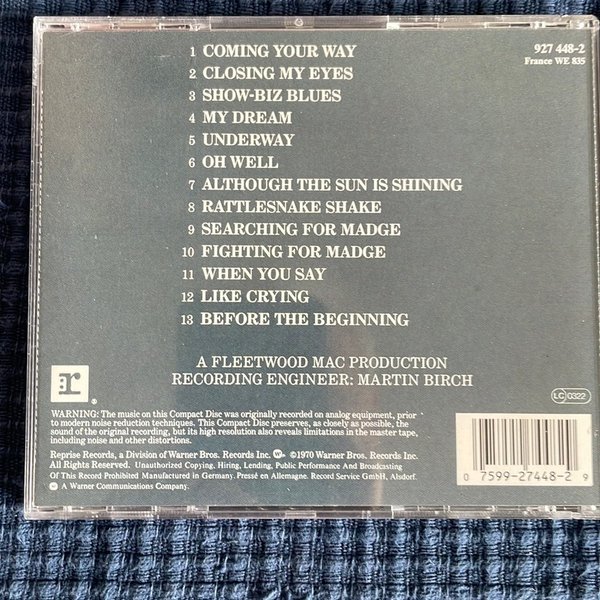 1 COMING YOUR WAY
2 CLOSING MY EYES
3 SHOW-BIZ BLUES
4 MY DREAM
5 UNDERWAY
6 OH WELL
7 ALTHOUGH THE SUN IS SHINING
8 RATTLESNAKE SHAKE
9 SEARCHING FOR MADGE
10 FIGHTING FOR MADGE
11 WHEN YOU SAY
12 LIKE CRYING
13 BEFORE THE BEGINNING
927 448-2
France WE 835
A FLEETWOOD MAC PRODUCTION
RECORDING ENGINEER: MARTIN BIRCH
r®
LC 0322
WARNING: The music on this Compact Disc was originally recorded on analog equipment, prior
to modern noise reduction techniques. This Compact Disc preserves, as closely as possible, the
sound of the original recording, but its high resolution also reveals limitations in the master tape,
including noise and other distortions.
Reprise Records, a Division of Warner Bros. Records Inc. ©1970 Warner Bros. Records Inc.
All Rights Reserved. Unauthorized Copying, Hiring, Lending, Public Performance And Broadcasting
Of This Record Prohibited Manufactured in Germany. Pressé en Allemagne. Record Service GmbH, Alsdorf.
A Warner Communications Company.
0 7599-27448-2 9